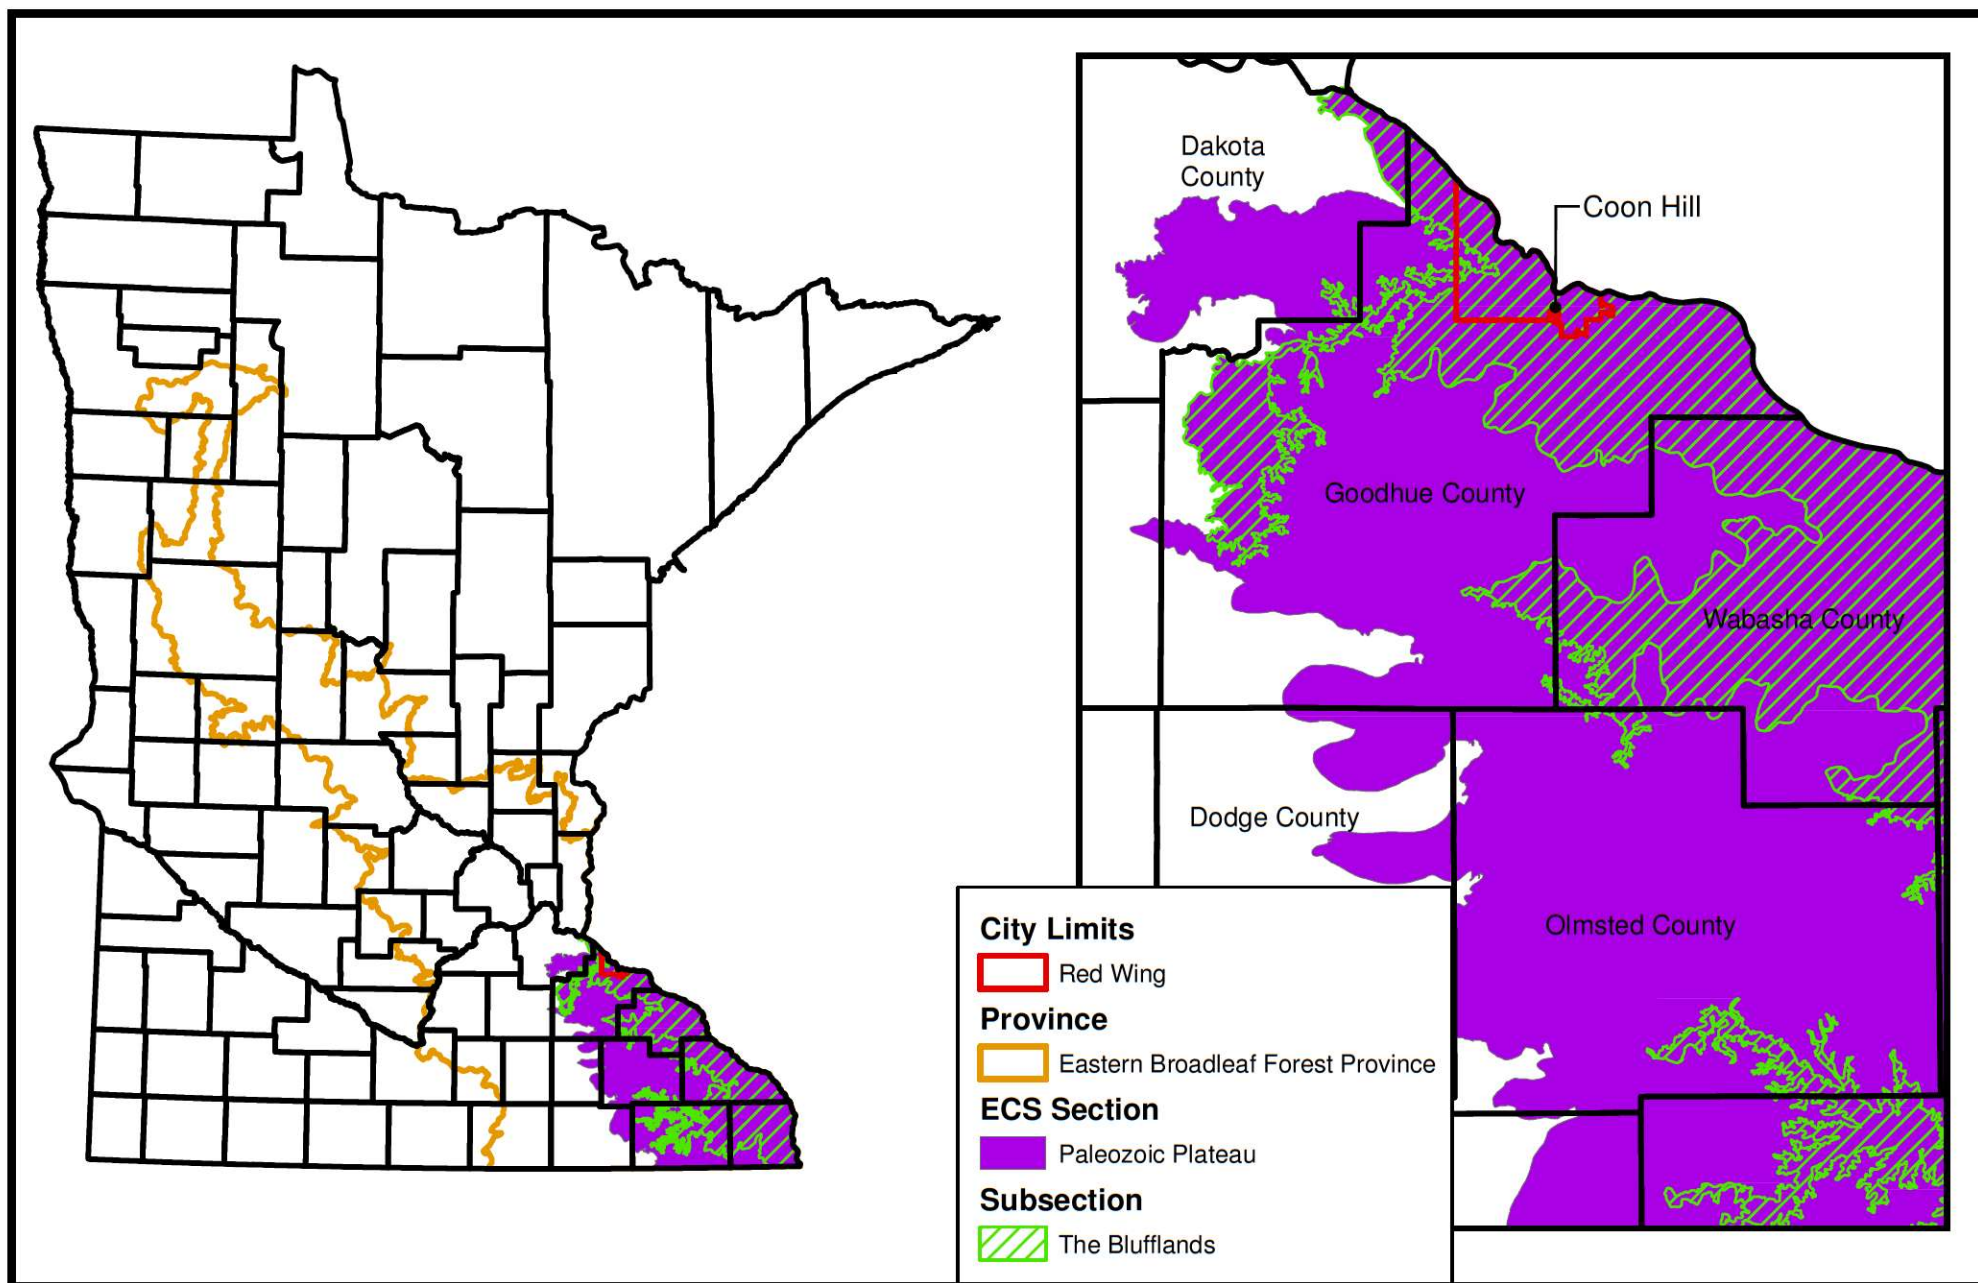 Dakota
County
Coon Hill
Goodhue County
Wabasha County
Dodge County
Olmsted County
City Limits
Red Wing
Province
Eastern Broadleaf Forest Province
ECS Section
Paleozoic Plateau
Subsection
The Blufflands